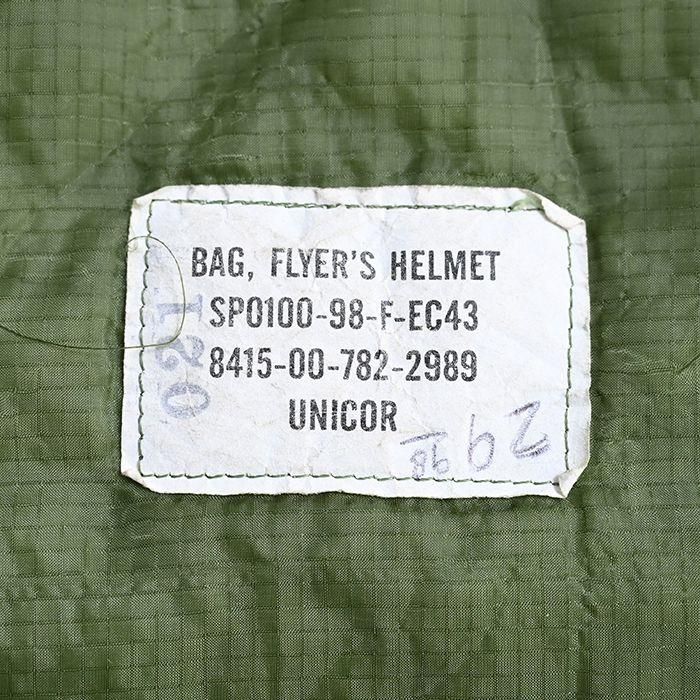 BAG, FLYER'S HELMET
SP0100-98-F-EC43
8415-00-782-2989
UNICOR